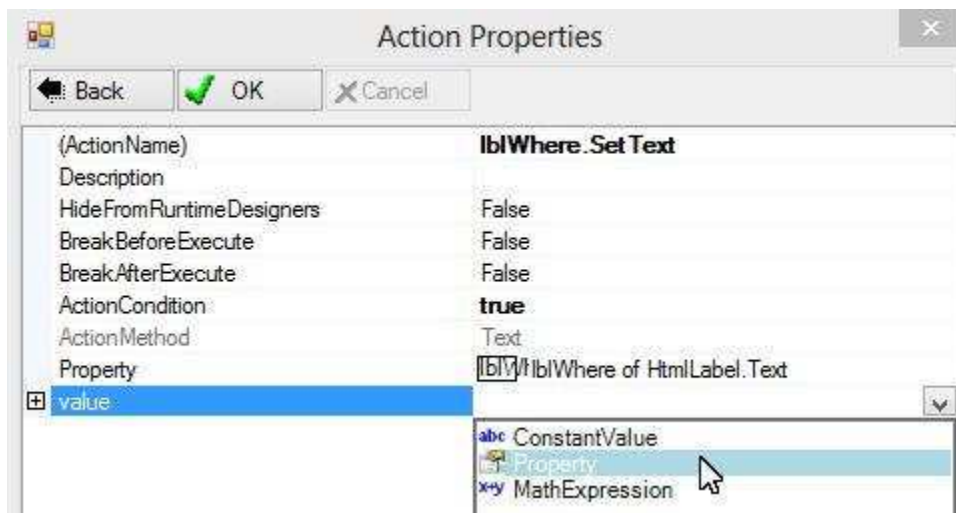 Action Properties
Back OK Cancel
(ActionName) lblWhere.SetText
Description
HideFromRuntimeDesigners False
BreakBeforeExecute False
BreakAfterExecute False
ActionCondition true
ActionMethod Text
Property lblWhere of HtmlLabel.Text
value
abc ConstantValue
Property
x+y MathExpression